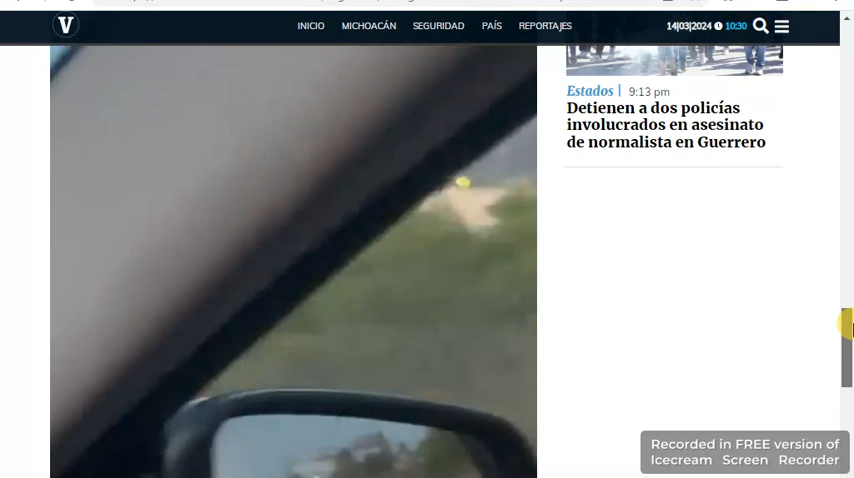 V
INICIO MICHOACÁN SEGURIDAD PAÍS REPORTAJES 14|03|2024 10:30
Estados | 9:13 pm
Detienen a dos policías
involucrados en asesinato
de normalista en Guerrero
Recorded in FREE version of
Icecream Screen Recorder